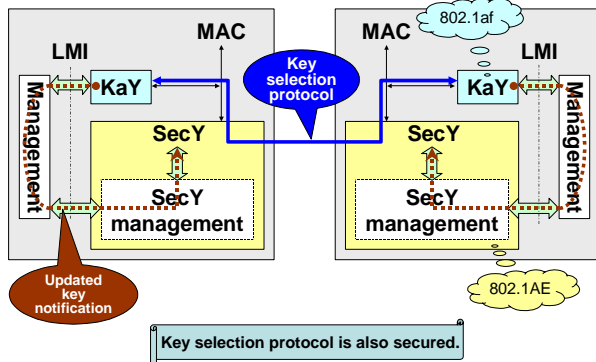 802.1af
LMI
MAC
Key
selection
protocol
MAC
LMI
Management
KaY
KaY
Management
SecY
SecY
SecY
management
SecY
management
Updated
key
notification
802.1AE
Key selection protocol is also secured.